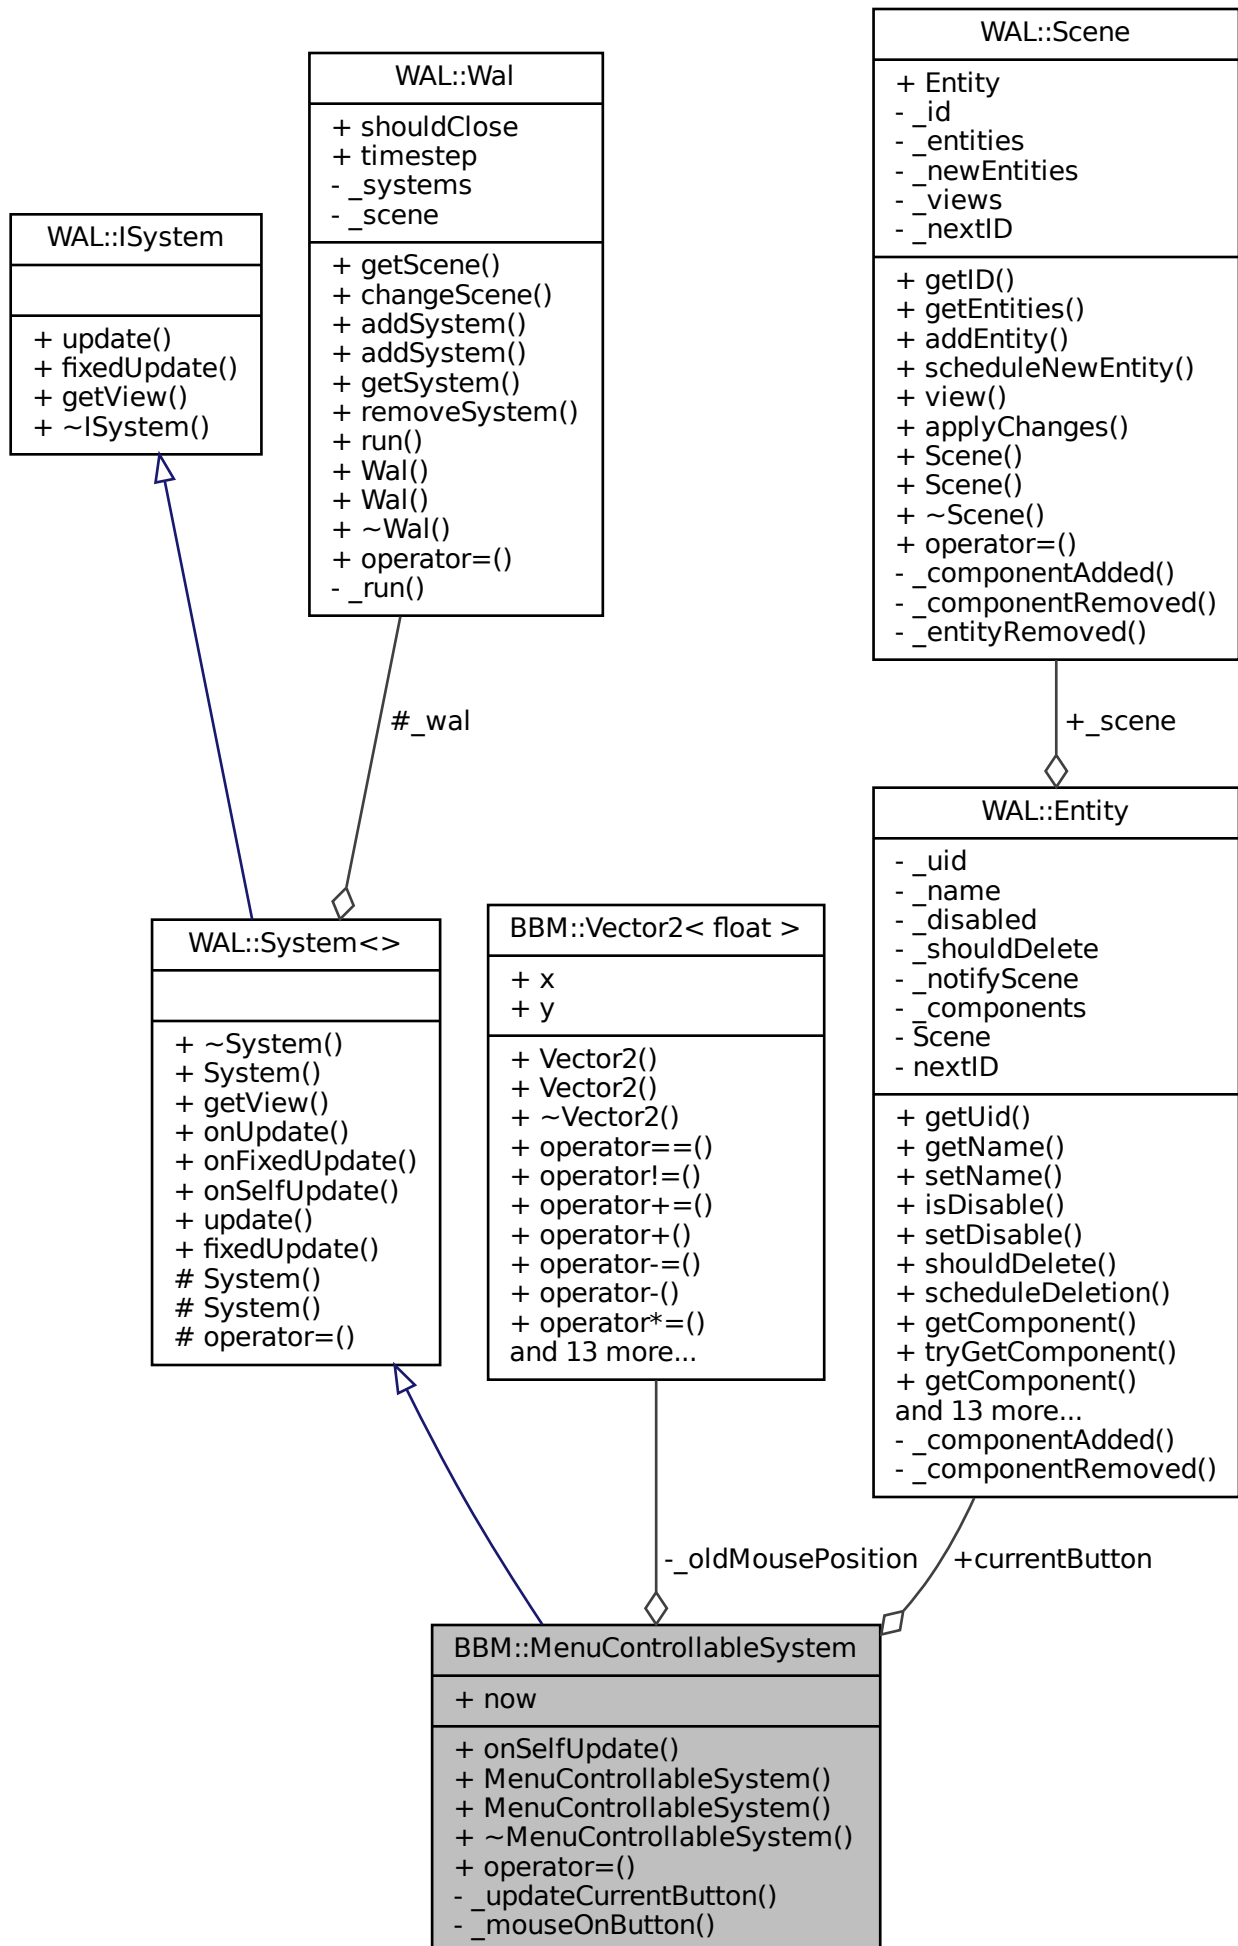 WAL::Scene
+ Entity
- _id
- _entities
- _newEntities
- _views
- _nextID
+ getID()
+ getEntities()
+ addEntity()
+ scheduleNewEntity()
+ view()
+ applyChanges()
+ Scene()
+ Scene()
+ ~Scene()
+ operator=()
- _componentAdded()
- _componentRemoved()
- _entityRemoved()
WAL::Wal
+ shouldClose
+ timestep
- _systems
- _scene
+ getScene()
+ changeScene()
+ addSystem()
+ addSystem()
+ getSystem()
+ removeSystem()
+ run()
+ Wal()
+ Wal()
+ ~Wal()
+ operator=()
- _run()
WAL::ISystem
+ update()
+ fixedUpdate()
+ getView()
+ ~ISystem()
#_wal
+_scene
WAL::System<>
+ ~System()
+ System()
+ getView()
+ onUpdate()
+ onFixedUpdate()
+ onSelfUpdate()
+ update()
+ fixedUpdate()
# System()
# System()
# operator=()
BBM::Vector2< float >
+ x
+ y
+ Vector2()
+ Vector2()
+ ~Vector2()
+ operator==()
+ operator!=()
+ operator+=()
+ operator+()
+ operator-=()
+ operator-()
+ operator*=()
and 13 more...
WAL::Entity
- _uid
- _name
- _disabled
- _shouldDelete
- _notifyScene
- _components
- Scene
- nextID
+ getUid()
+ getName()
+ setName()
+ isDisable()
+ setDisable()
+ shouldDelete()
+ scheduleDeletion()
+ getComponent()
+ tryGetComponent()
+ getComponent()
and 13 more...
- _componentAdded()
- _componentRemoved()
-_oldMousePosition
+currentButton
BBM::MenuControllableSystem
+ now
+ onSelfUpdate()
+ MenuControllableSystem()
+ MenuControllableSystem()
+ ~MenuControllableSystem()
+ operator=()
- _updateCurrentButton()
- _mouseOnButton()